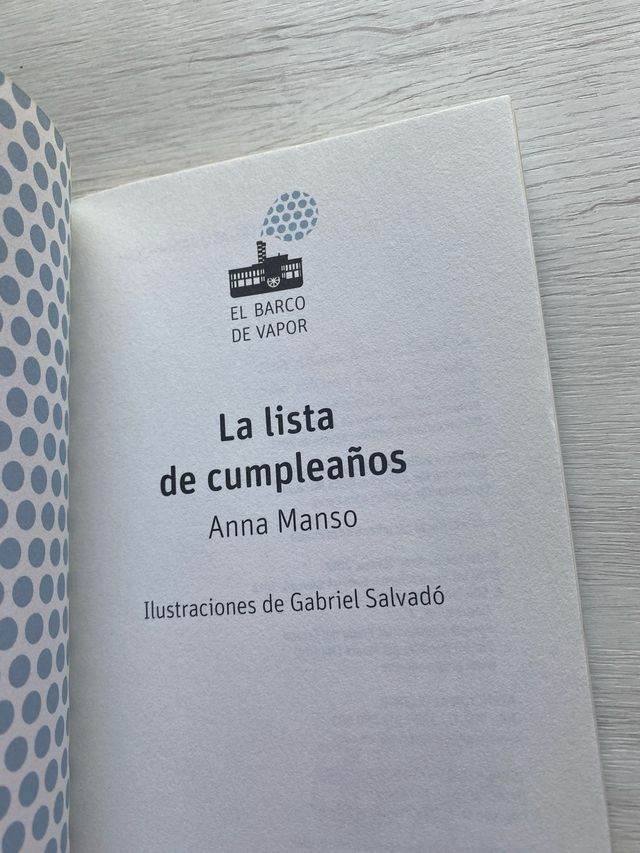 EL BARCO
DE VAPOR
La lista
de cumpleaños
Anna Manso
Ilustraciones de Gabriel Salvadó